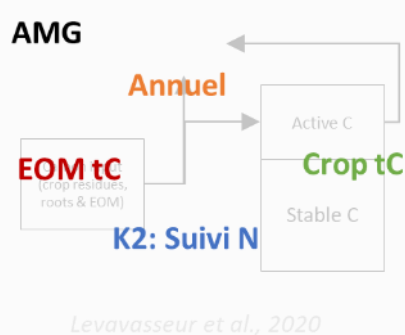 AMG
Annuel
Active C
EOM tC
(crop residues,
roots & EOM)
Crop tC
Stable C
K2: Suivi N
Levavasseur et al., 2020